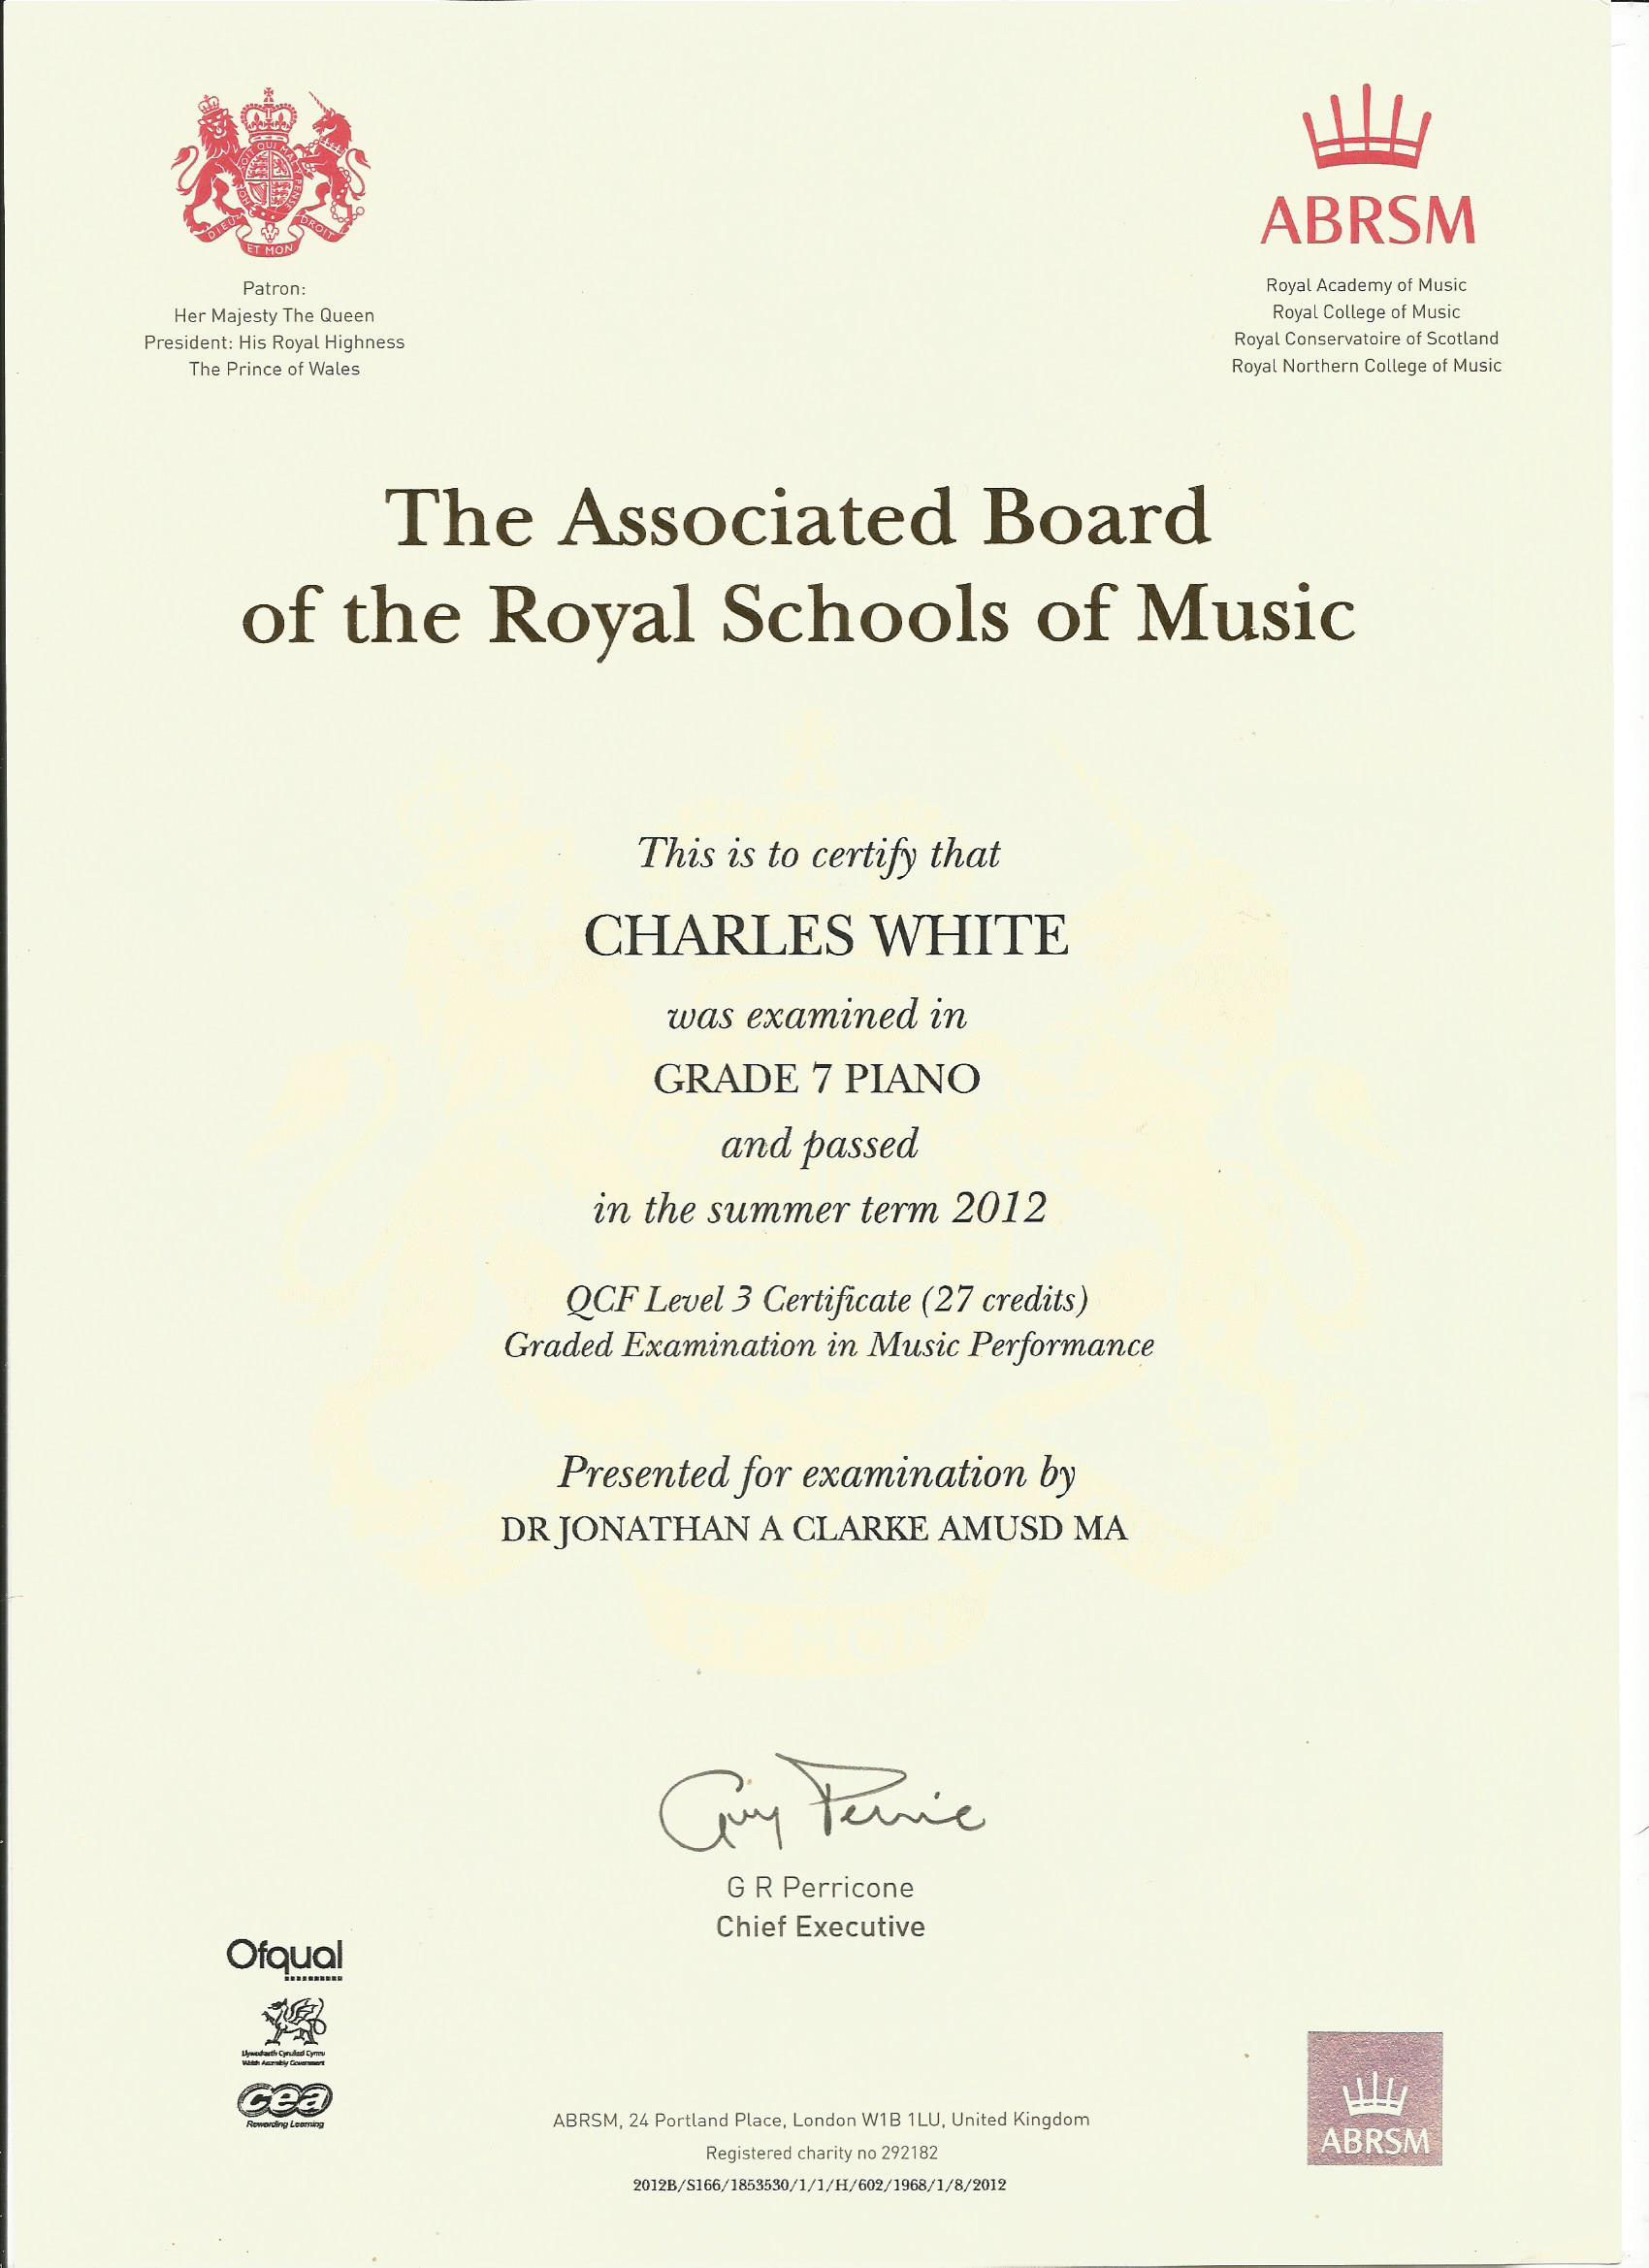 HONI SOIT QUI MAL Y PENSE
DIEU ET MON DROIT
Patron:
Her Majesty The Queen
President: His Royal Highness
The Prince of Wales
ABRSM
Royal Academy of Music
Royal College of Music
Royal Conservatoire of Scotland
Royal Northern College of Music
The Associated Board
of the Royal Schools of Music
This is to certify that
CHARLES WHITE
was examined in
GRADE 7 PIANO
and passed
in the summer term 2012
QCF Level 3 Certificate (27 credits)
Graded Examination in Music Performance
Presented for examination by
DR JONATHAN A CLARKE AMUSD MA
ET MON
G R Perricone
Chief Executive
Ofqual
Llywodraeth Cynulliad Cymru
Welsh Assembly Government
cea
Rewarding Learning
ABRSM, 24 Portland Place, London W1B 1LU, United Kingdom
Registered charity no 292182
2012B/S166/1853530/1/1/H/602/1968/1/8/2012
ABRSM